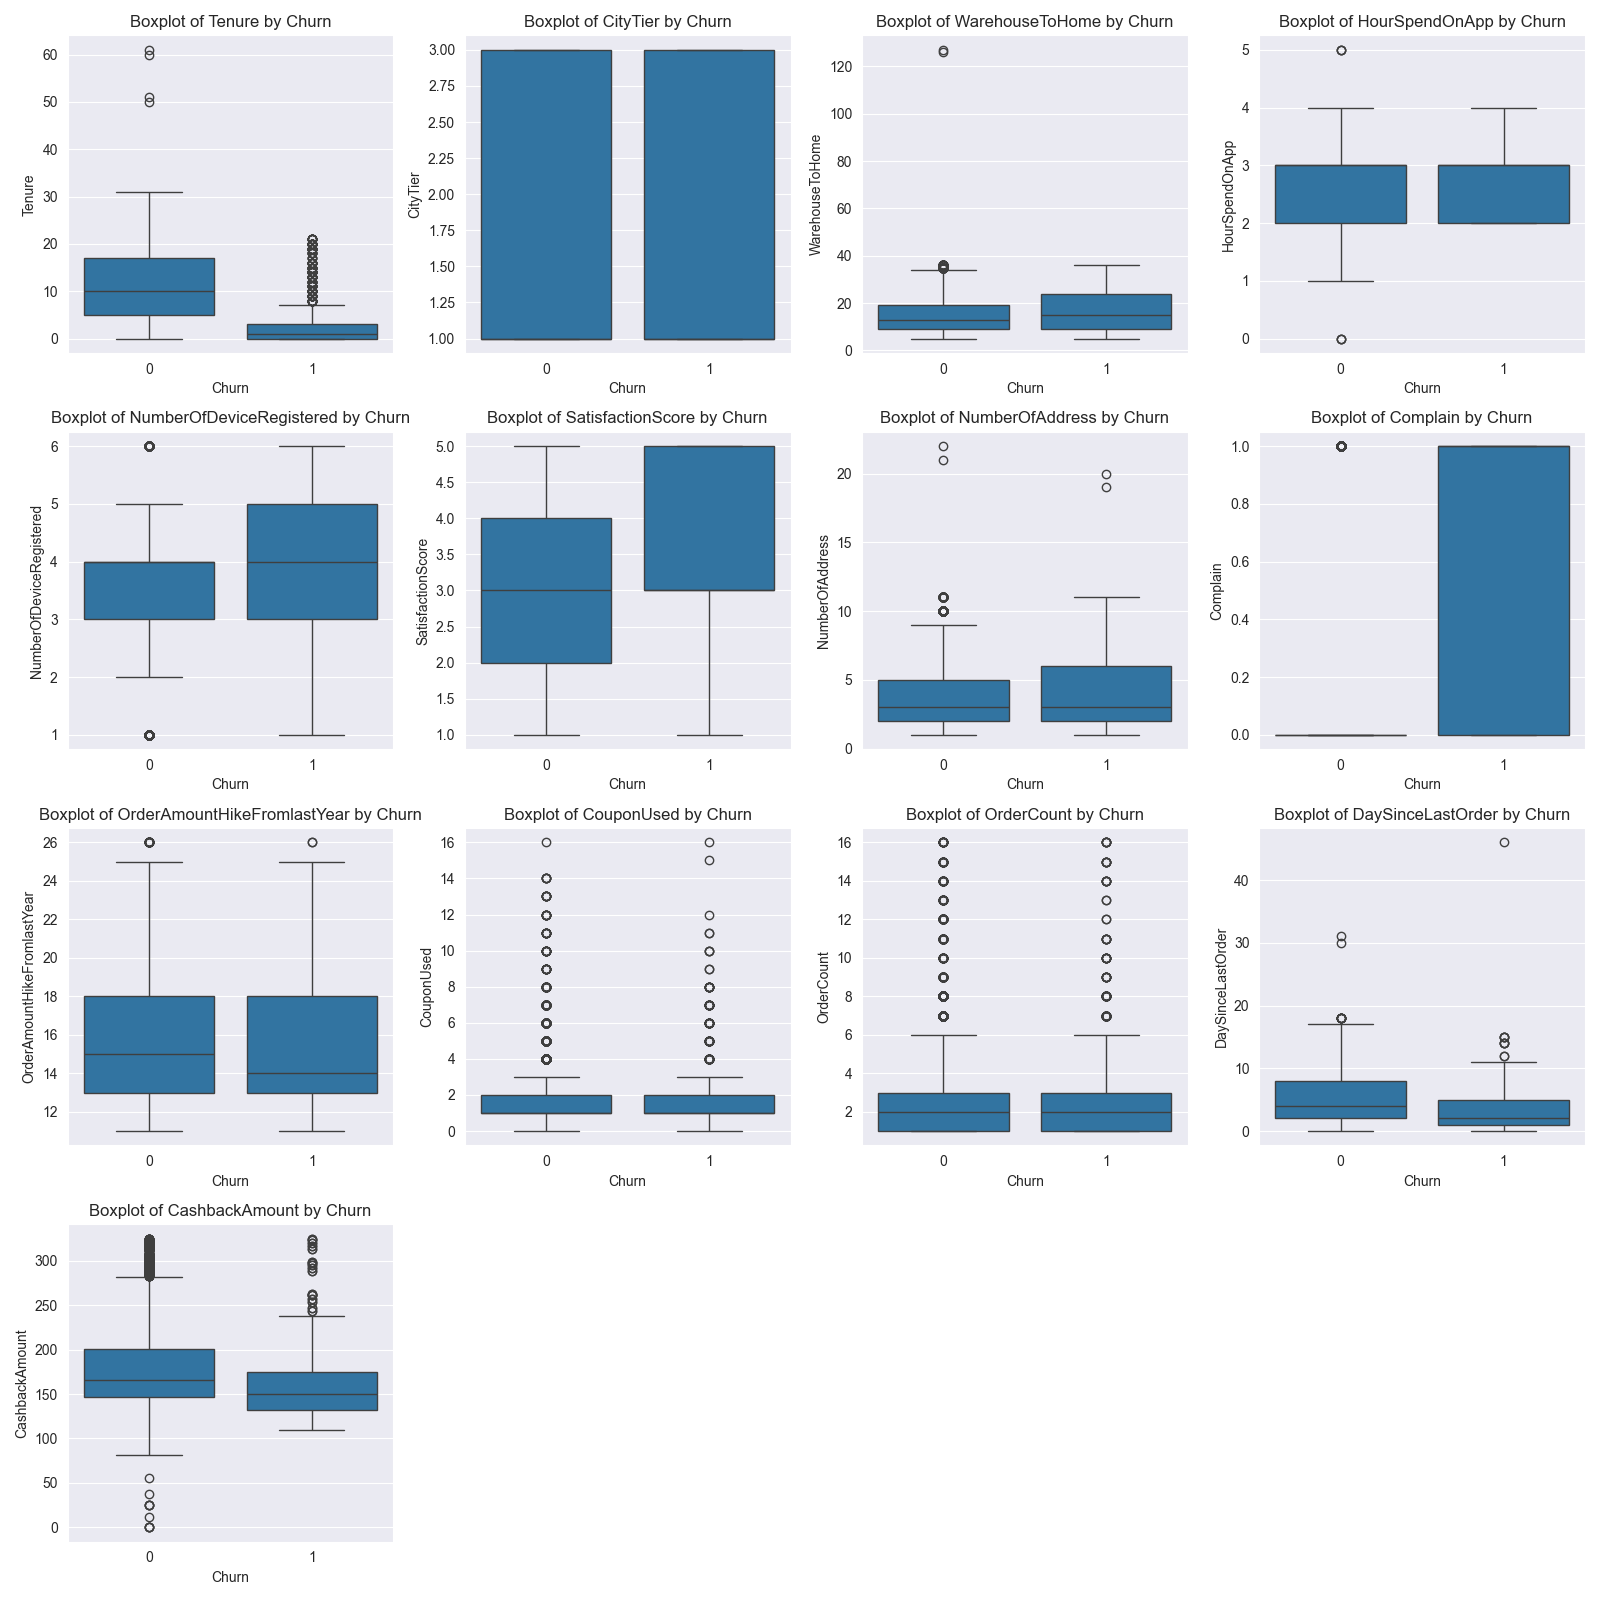 Boxplot of Tenure by Churn
Tenure
60
50
40
30
20
10
0
0 1
Churn
Boxplot of CityTier by Churn
CityTier
3.00
2.75
2.50
2.25
2.00
1.75
1.50
1.25
1.00
0 1
Churn
Boxplot of WarehouseToHome by Churn
WarehouseToHome
120
100
80
60
40
20
0
0 1
Churn
Boxplot of HourSpendOnApp by Churn
HourSpendOnApp
5
4
3
2
1
0
0 1
Churn
Boxplot of NumberOfDeviceRegistered by Churn
NumberOfDeviceRegistered
6
5
4
3
2
1
0 1
Churn
Boxplot of SatisfactionScore by Churn
SatisfactionScore
5.0
4.5
4.0
3.5
3.0
2.5
2.0
1.5
1.0
0 1
Churn
Boxplot of NumberOfAddress by Churn
NumberOfAddress
20
15
10
5
0
0 1
Churn
Boxplot of Complain by Churn
Complain
1.0
0.8
0.6
0.4
0.2
0.0
0 1
Churn
Boxplot of OrderAmountHikeFromlastYear by Churn
OrderAmountHikeFromlastYear
26
24
22
20
18
16
14
12
0 1
Churn
Boxplot of CouponUsed by Churn
CouponUsed
16
14
12
10
8
6
4
2
0
0 1
Churn
Boxplot of OrderCount by Churn
OrderCount
16
14
12
10
8
6
4
2
0 1
Churn
Boxplot of DaySinceLastOrder by Churn
DaySinceLastOrder
40
30
20
10
0
0 1
Churn
Boxplot of CashbackAmount by Churn
CashbackAmount
300
250
200
150
100
50
0
0 1
Churn